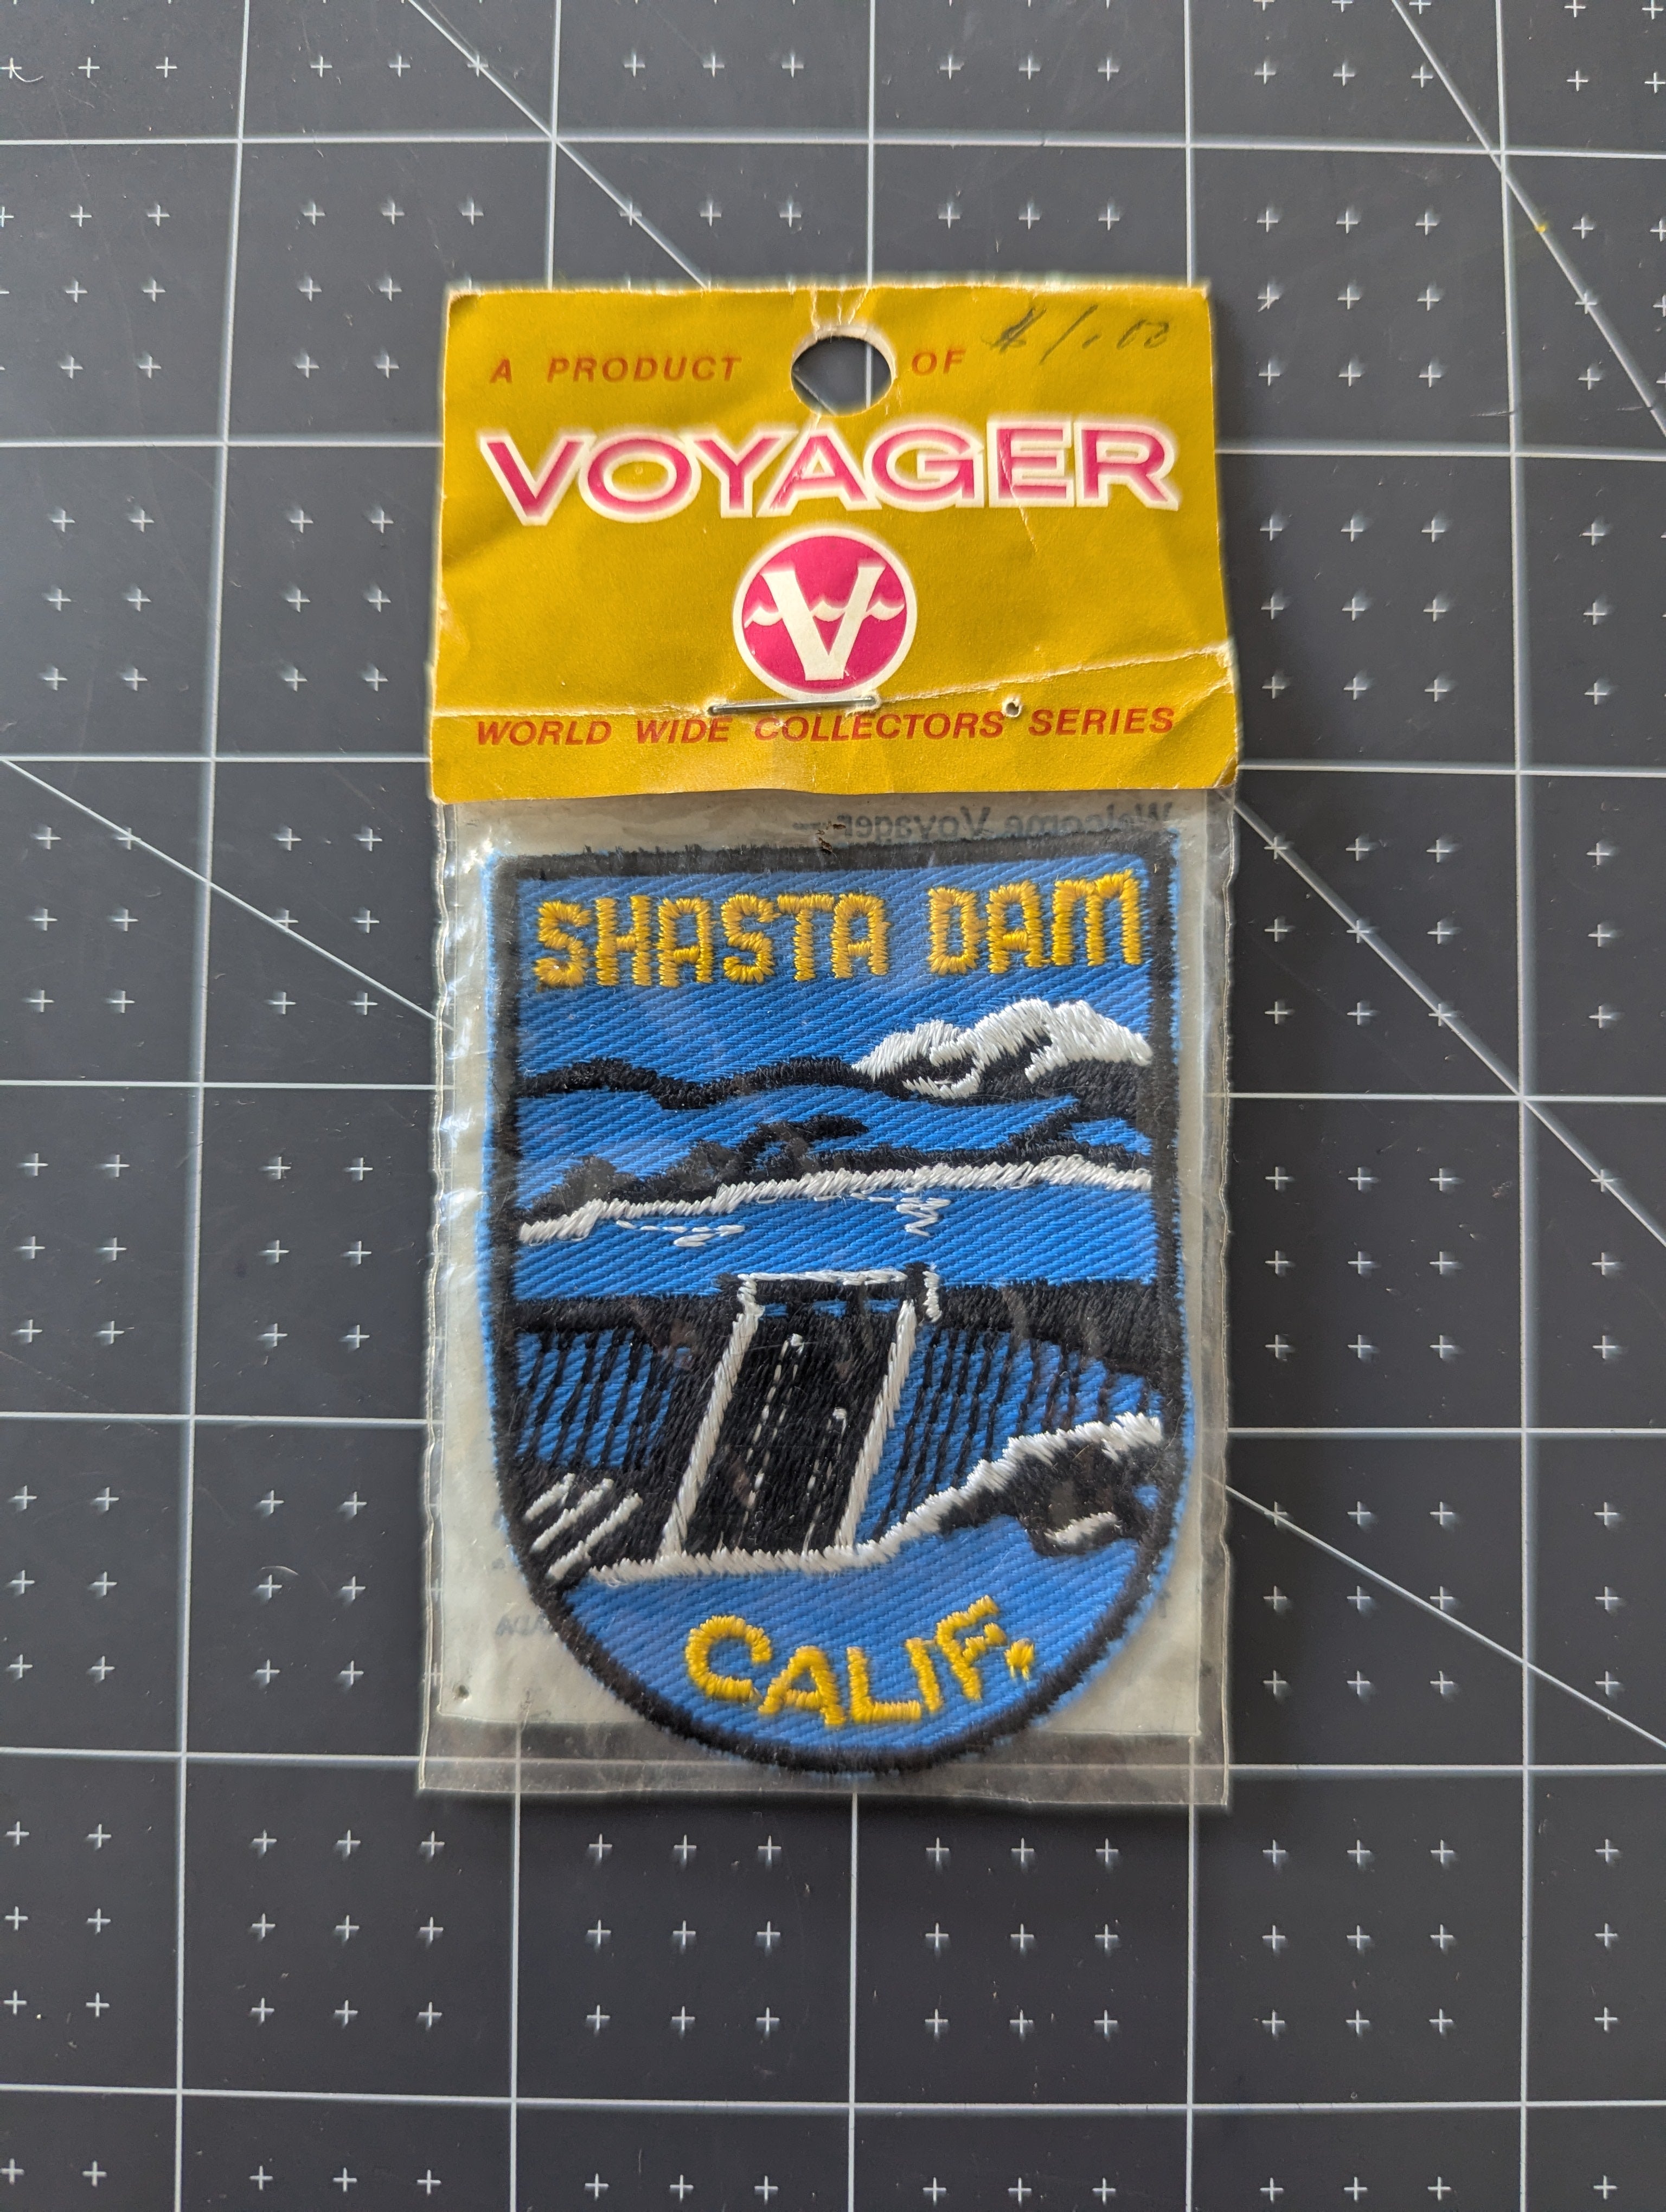 A PRODUCT OF $1.00
VOYAGER
V
WORLD WIDE COLLECTORS SERIES
Welcome Voyager
SHASTA DAM
CALIF.